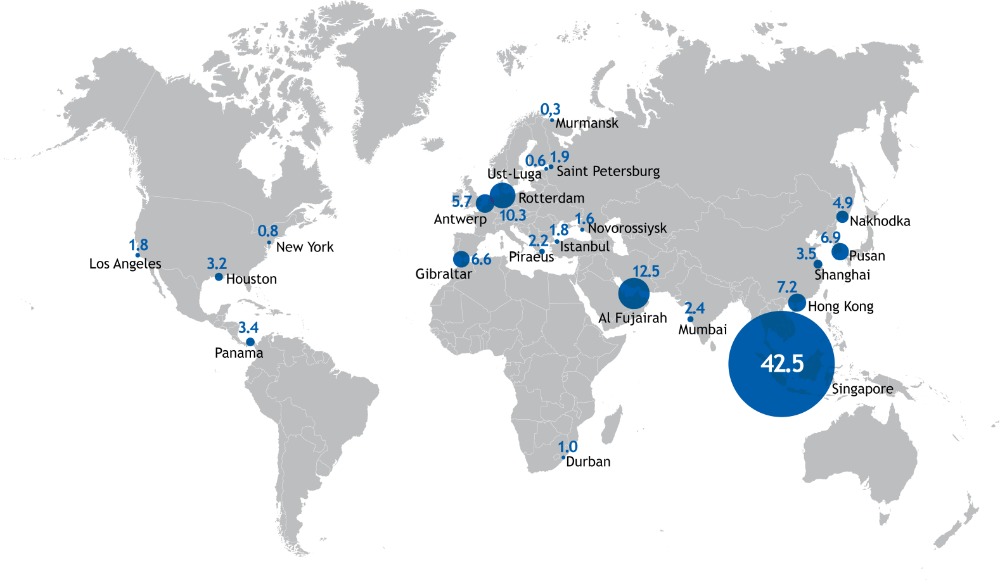 0,3
Murmansk
0.6
1.9
Ust-Luga
Saint Petersburg
5.7
Rotterdam
Antwerp
10.3
1.6
Novorossiysk
1.8
Istanbul
2.2
Piraeus
6.6
Gibraltar
4.9
Nakhodka
6.9
Pusan
3.5
Shanghai
0.8
New York
1.8
Los Angeles
3.2
Houston
12.5
Al Fujairah
7.2
Hong Kong
2.4
Mumbai
3.4
Panama
42.5
Singapore
1.0
Durban